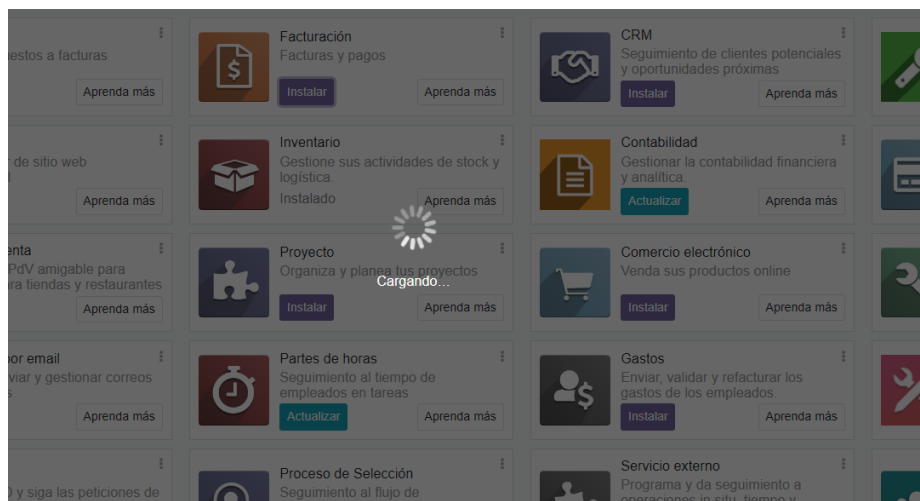 estos a facturas
Aprenda más
Facturación
Facturas y pagos
Instalar
Aprenda más
CRM
Seguimiento de clientes potenciales
y oportunidades próximas
Instalar
Aprenda más
de sitio web
Aprenda más
Inventario
Gestione sus actividades de stock y
logística.
Instalado
Aprenda más
Contabilidad
Gestionar la contabilidad financiera
y analítica.
Actualizar
Aprenda más
enta
PdV amigable para
ra tiendas y restaurantes
Aprenda más
Proyecto
Organiza y planea tus proyectos
Cargando...
Instalar
Aprenda más
Comercio electrónico
Venda sus productos online
Instalar
Aprenda más
por email
viar y gestionar correos
s
Aprenda más
Partes de horas
Seguimiento al tiempo de
empleados en tareas
Actualizar
Aprenda más
Gastos
Enviar, validar y refacturar los
gastos de los empleados.
Instalar
Aprenda más
y siga las peticiones de
Proceso de Selección
Seguimiento al flujo de
Servicio externo
Programa y da seguimiento a
operaciones in situ, tiempo y